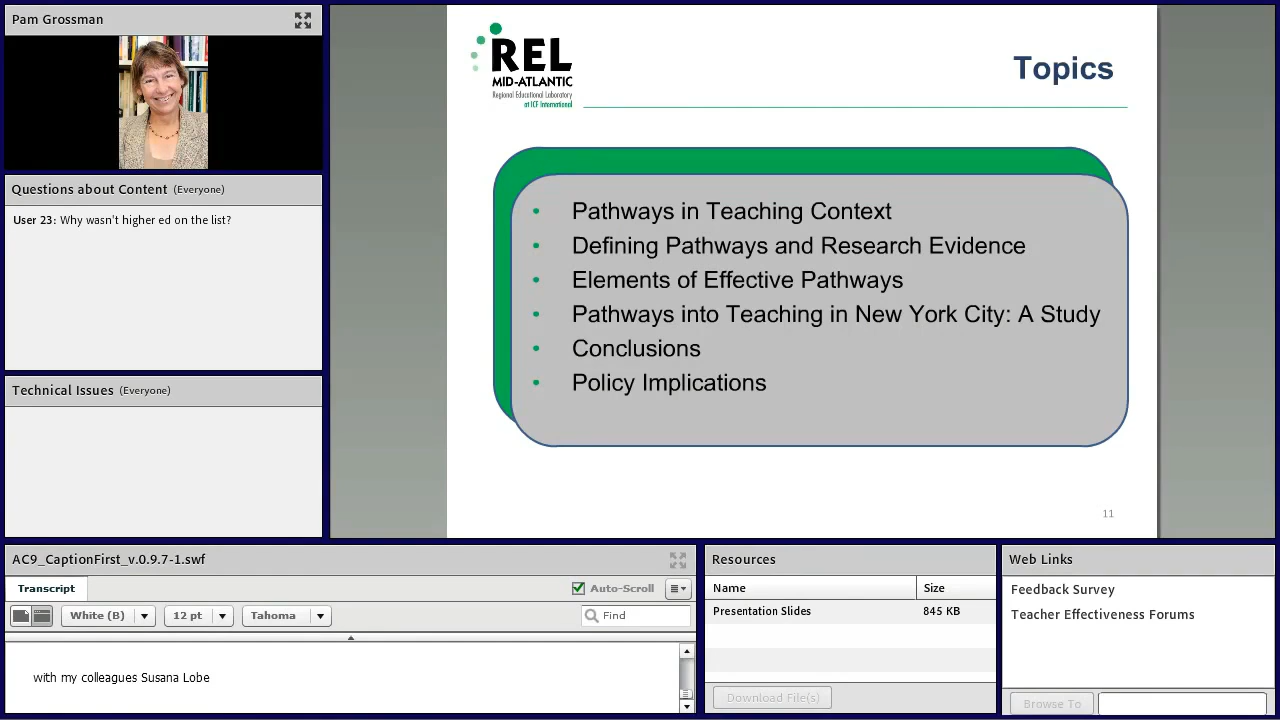 Pam Grossman
Questions about Content (Everyone)
User 23: Why wasn't higher ed on the list?
Technical Issues (Everyone)
REL
MID-ATLANTIC
Regional Educational Laboratory
at ICF International
Topics
• Pathways in Teaching Context
• Defining Pathways and Research Evidence
• Elements of Effective Pathways
• Pathways into Teaching in New York City: A Study
• Conclusions
• Policy Implications
11
AC9_CaptionFirst_v.0.9.7-1.swf
Transcript
Auto-Scroll
White (B)
12 pt
Tahoma
Find
with my colleagues Susana Lobe
Resources
Name Size
Presentation Slides 845 KB
Download File(s)
Web Links
Feedback Survey
Teacher Effectiveness Forums
Browse To